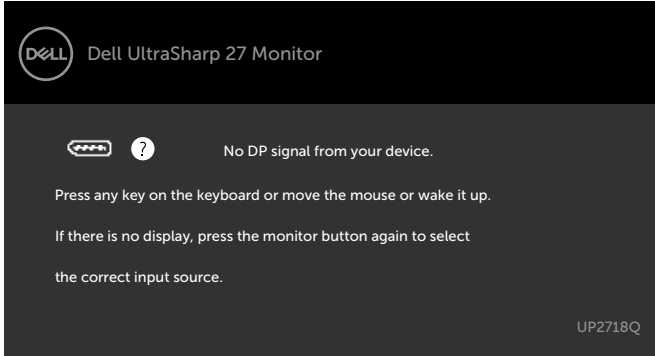 DELL
Dell UltraSharp 27 Monitor
? No DP signal from your device.
Press any key on the keyboard or move the mouse or wake it up.
If there is no display, press the monitor button again to select
the correct input source.
UP2718Q